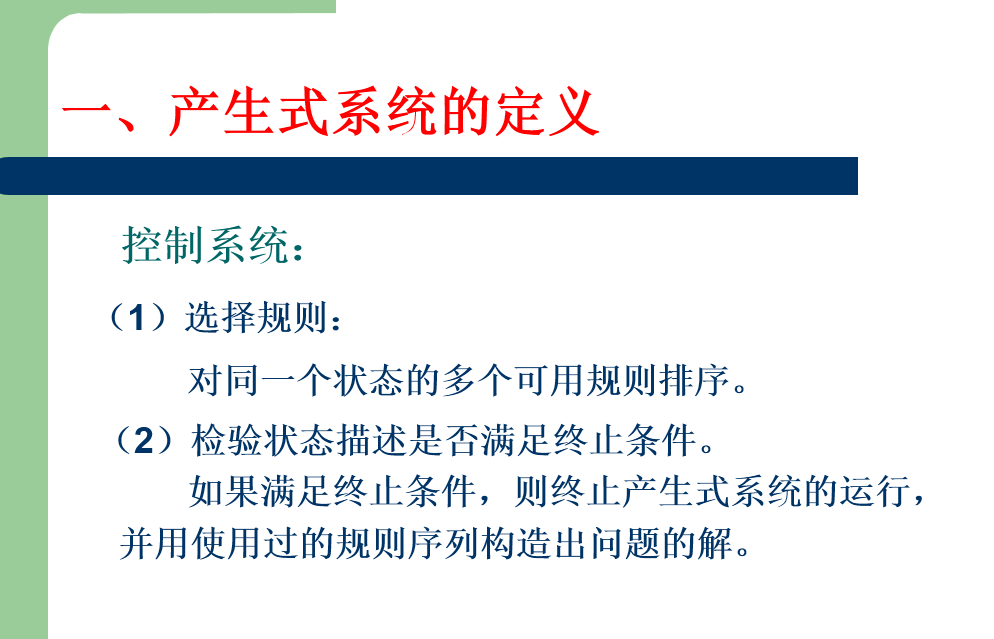 一、产生式系统的定义
控制系统：
（1）选择规则：
对同一个状态的多个可用规则排序。
（2）检验状态描述是否满足终止条件。
如果满足终止条件，则终止产生式系统的运行，
并用使用过的规则序列构造出问题的解。